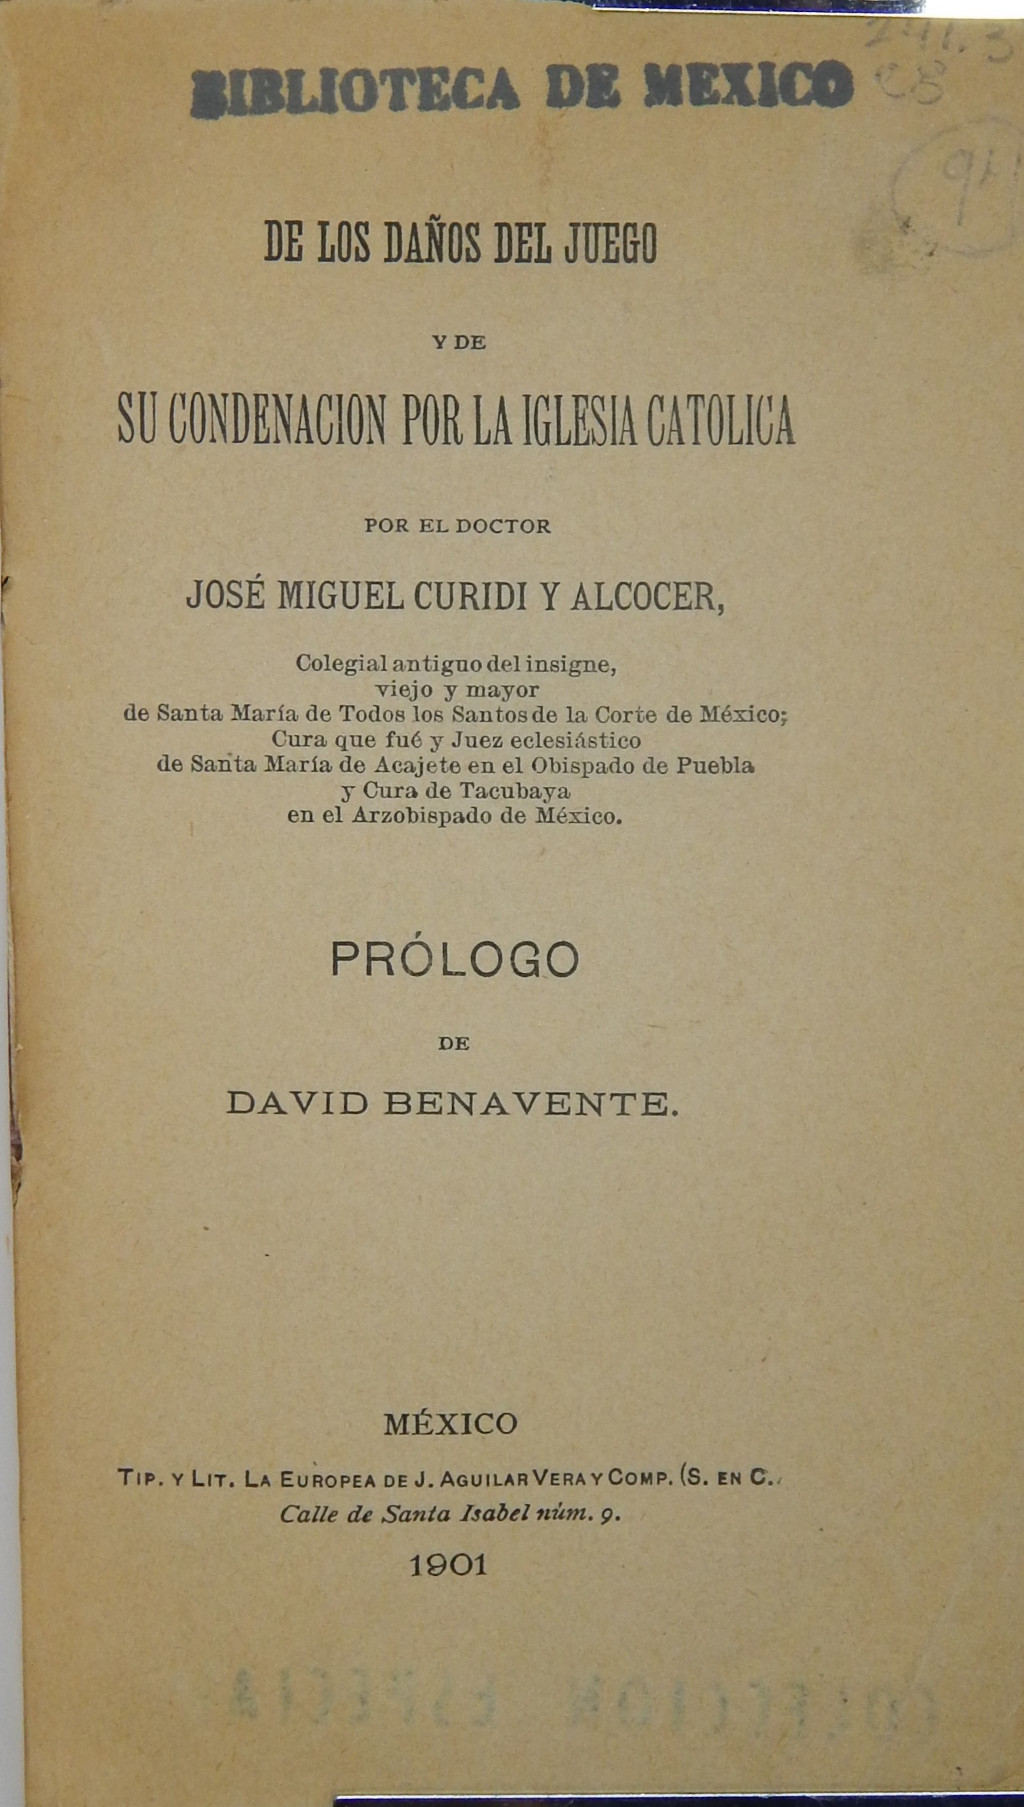 BIBLIOTECA DE MEXICO
DE LOS DAÑOS DEL JUEGO
Y DE
SU CONDENACION POR LA IGLESIA CATOLICA
POR EL DOCTOR
JOSÉ MIGUEL CURIDI Y ALCOCER,
Colegial antiguo del insigne,
viejo y mayor
de Santa María de Todos los Santos de la Corte de México;
Cura que fué y Juez eclesiástico
de Santa María de Acajete en el Obispado de Puebla
y Cura de Tacubaya
en el Arzobispado de México.
PRÓLOGO
DE
DAVID BENAVENTE.
MÉXICO
TIP. Y LIT. LA EUROPEA DE J. AGUILAR VERA Y COMP. (S. EN C.
Calle de Santa Isabel núm. 9.
1901
COLECCION ESPECIAL